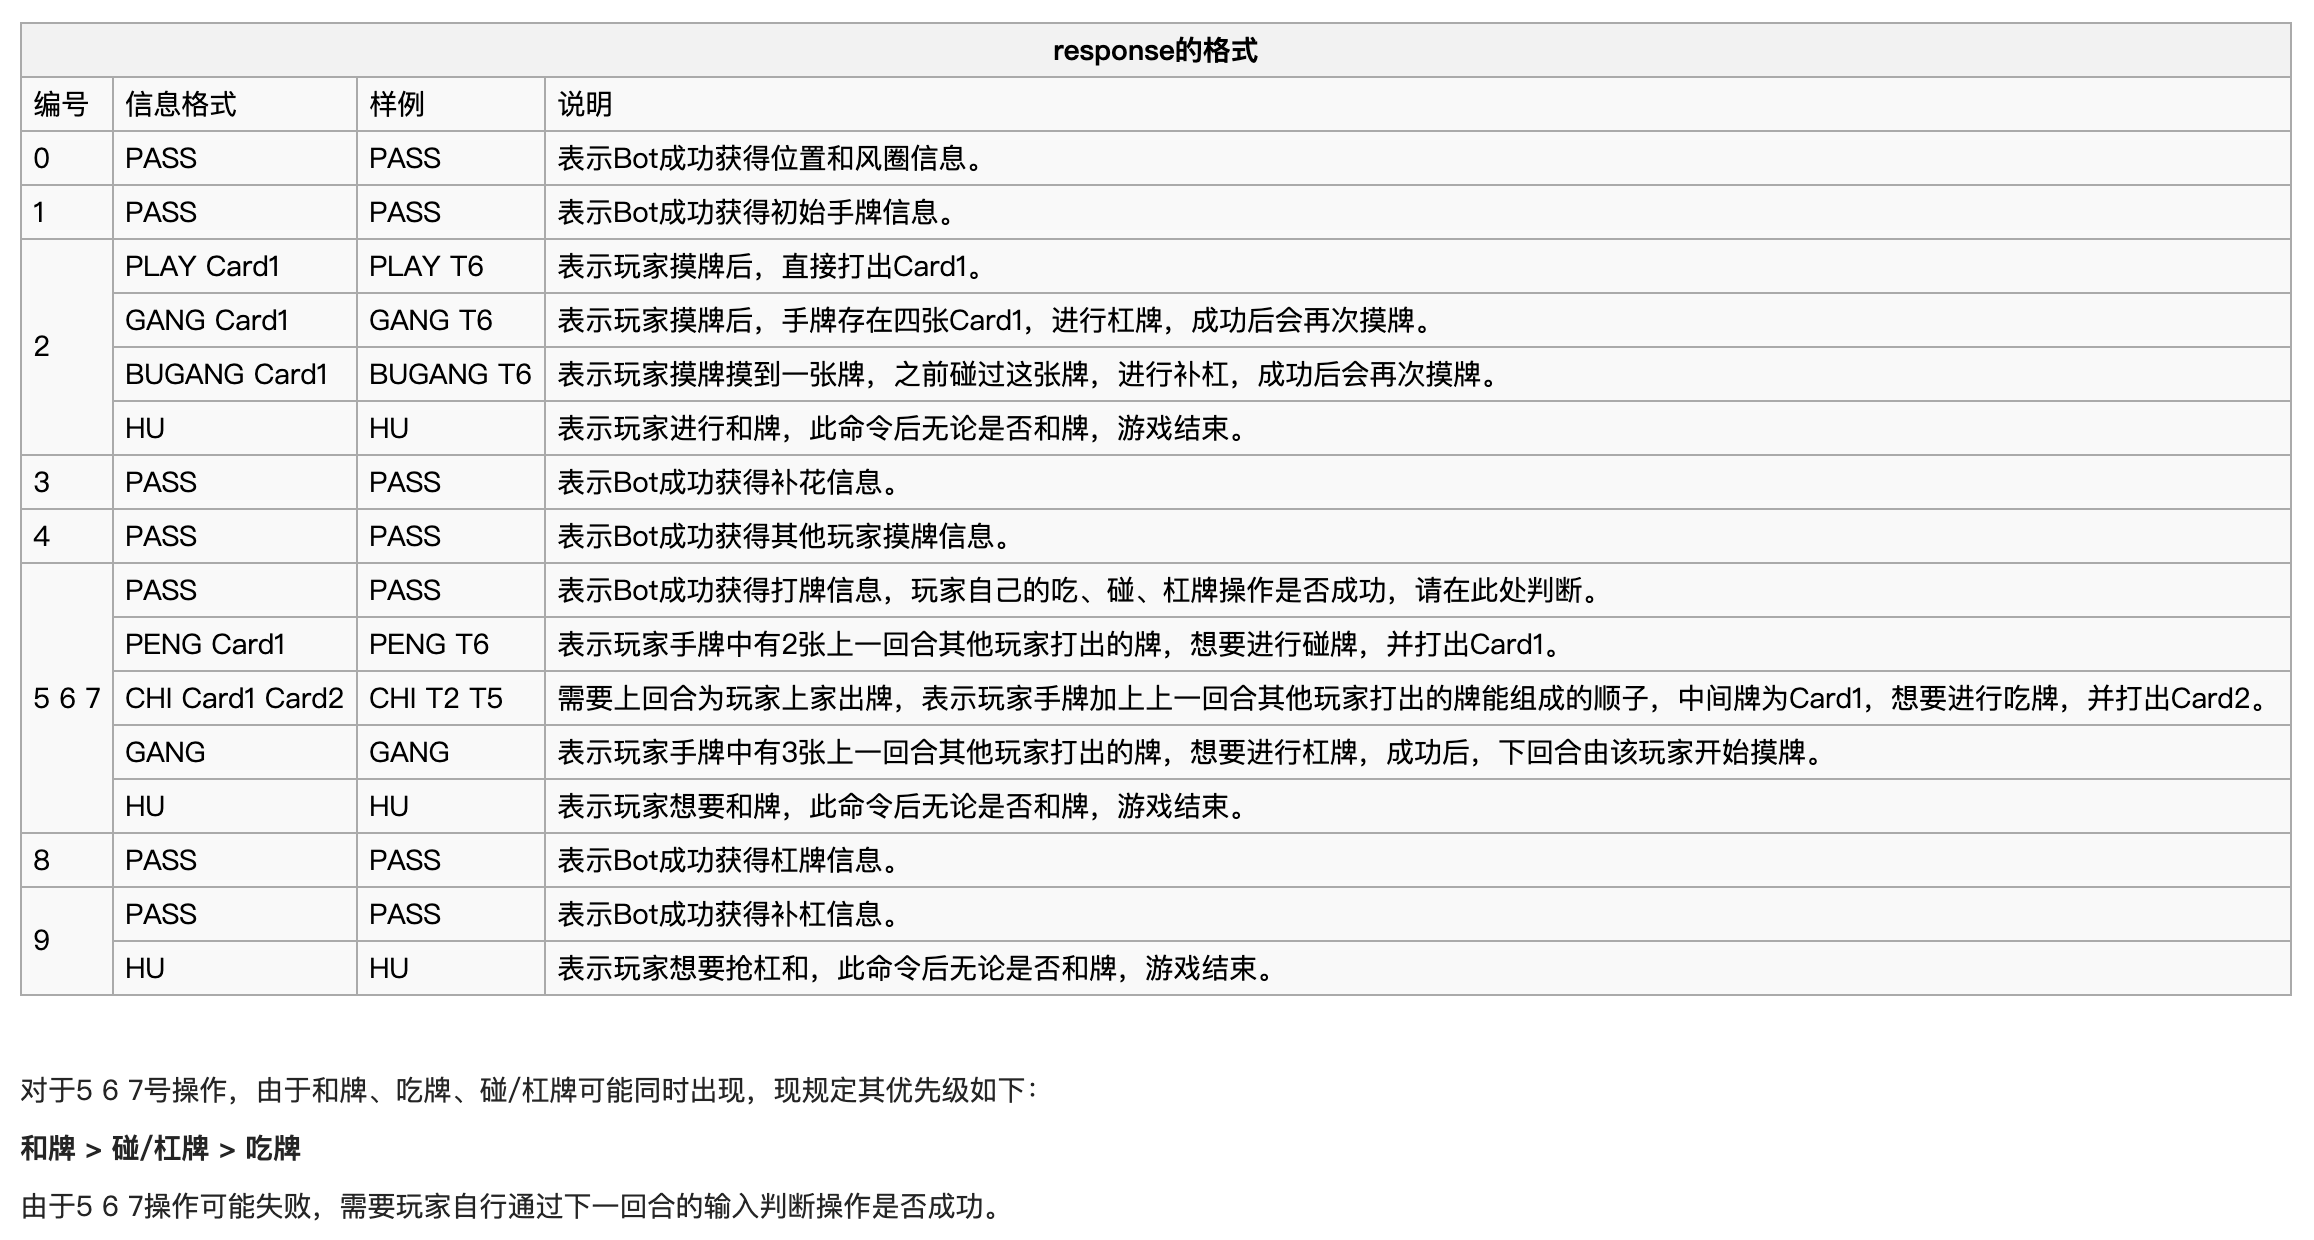 response的格式
编号 信息格式 样例 说明
0 PASS PASS 表示Bot成功获得位置和风圈信息。
1 PASS PASS 表示Bot成功获得初始手牌信息。
2 PLAY Card1 PLAY T6 表示玩家摸牌后，直接打出Card1。
GANG Card1 GANG T6 表示玩家摸牌后，手牌存在四张Card1，进行杠牌，成功后会再次摸牌。
BUGANG Card1 BUGANG T6 表示玩家摸牌摸到一张牌，之前碰过这张牌，进行补杠，成功后会再次摸牌。
HU HU 表示玩家进行和牌，此命令后无论是否和牌，游戏结束。
3 PASS PASS 表示Bot成功获得补花信息。
4 PASS PASS 表示Bot成功获得其他玩家摸牌信息。
5 6 7 PASS PASS 表示Bot成功获得打牌信息，玩家自己的吃、碰、杠牌操作是否成功，请在此处判断。
PENG Card1 PENG T6 表示玩家手牌中有2张上一回合其他玩家打出的牌，想要进行碰牌，并打出Card1。
CHI Card1 Card2 CHI T2 T5 需要上回合为玩家上家出牌，表示玩家手牌加上上一回合其他玩家打出的牌能组成的顺子，中间牌为Card1，想要进行吃牌，并打出Card2。
GANG GANG 表示玩家手牌中有3张上一回合其他玩家打出的牌，想要进行杠牌，成功后，下回合由该玩家开始摸牌。
HU HU 表示玩家想要和牌，此命令后无论是否和牌，游戏结束。
8 PASS PASS 表示Bot成功获得杠牌信息。
9 PASS PASS 表示Bot成功获得补杠信息。
HU HU 表示玩家想要抢杠和，此命令后无论是否和牌，游戏结束。
对于5 6 7号操作，由于和牌、吃牌、碰/杠牌可能同时出现，现规定其优先级如下：
和牌 > 碰/杠牌 > 吃牌
由于5 6 7操作可能失败，需要玩家自行通过下一回合的输入判断操作是否成功。